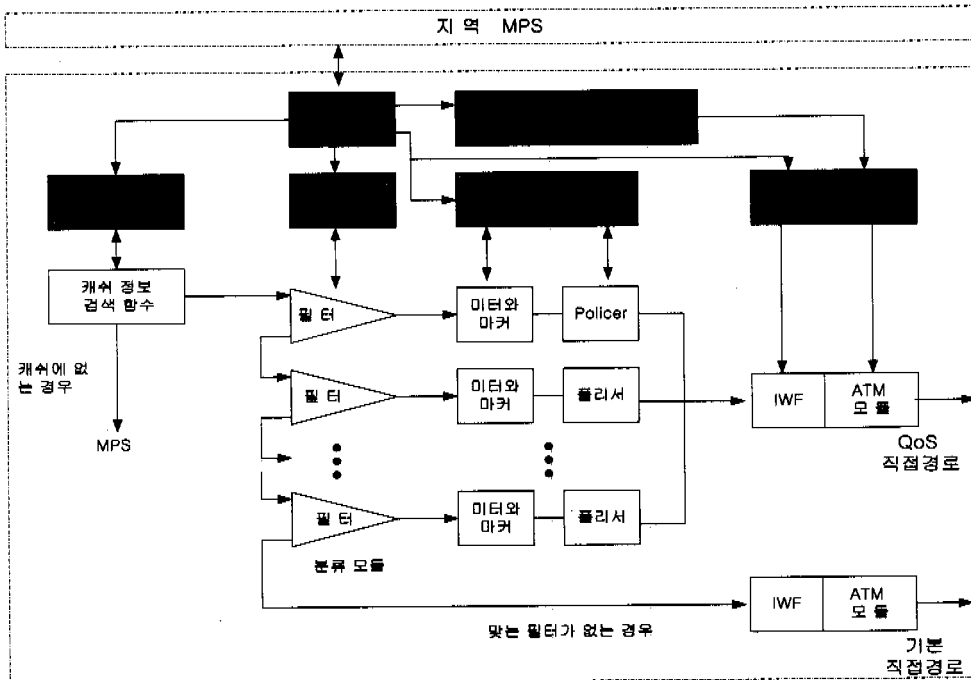 지 역 MPS
캐쉬 정보
검색 함수
필 터
미터와
마커
Policer
캐쉬에 없
는 경우
MPS
필 터
미터와
마커
폴리서
IWF
ATM
모 듈
QoS
직접경로
필 터
미터와
마커
폴리서
분류 모듈
맞는 필터가 없는 경우
IWF
ATM
모 듈
기본
직접경로